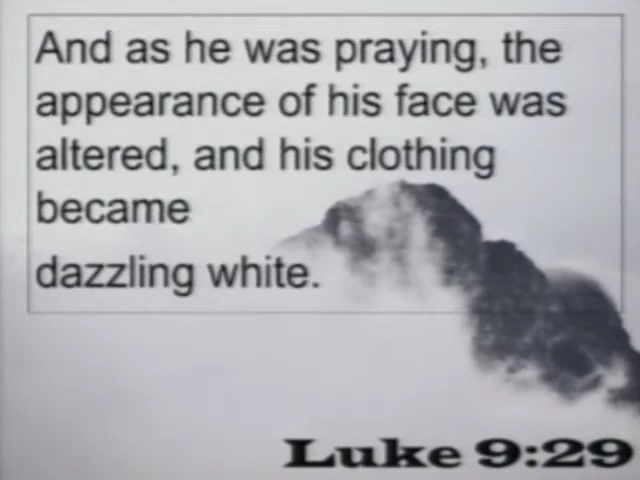 And as he was praying, the
appearance of his face was
altered, and his clothing
became
dazzling white.
Luke 9:29